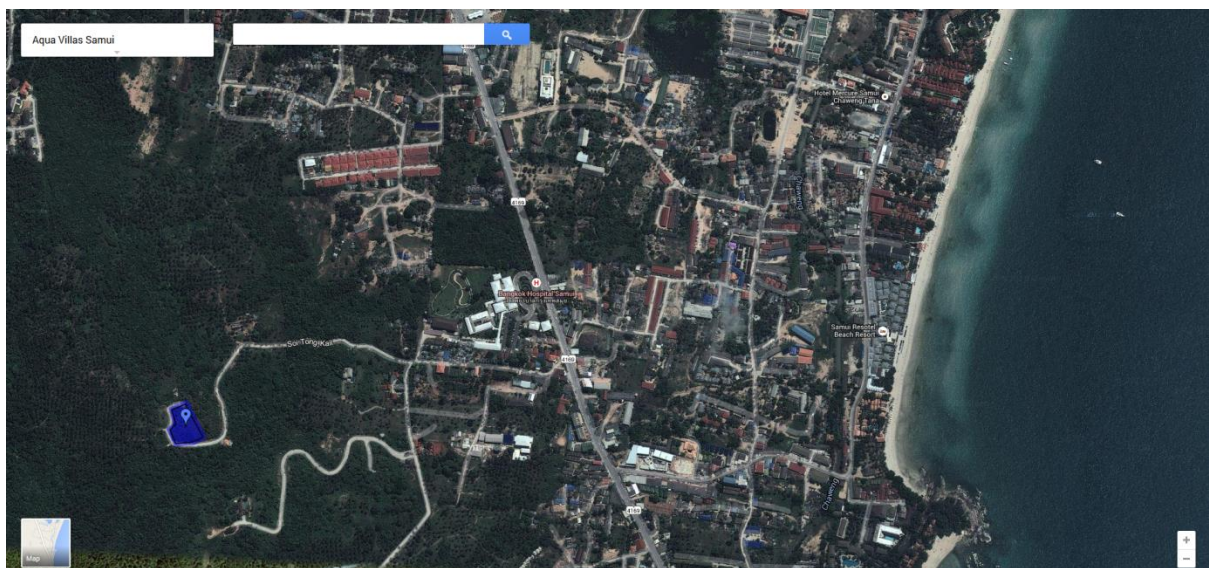 Aqua Villas Samui
Hotel Mercure Samui
Chaweng Tana
Chaweng
4169
Bangkok Hospital Samui
Samui Resotel
Beach Resort
Soi Tong Kai
4169
Chaweng
4169
Map
+
−